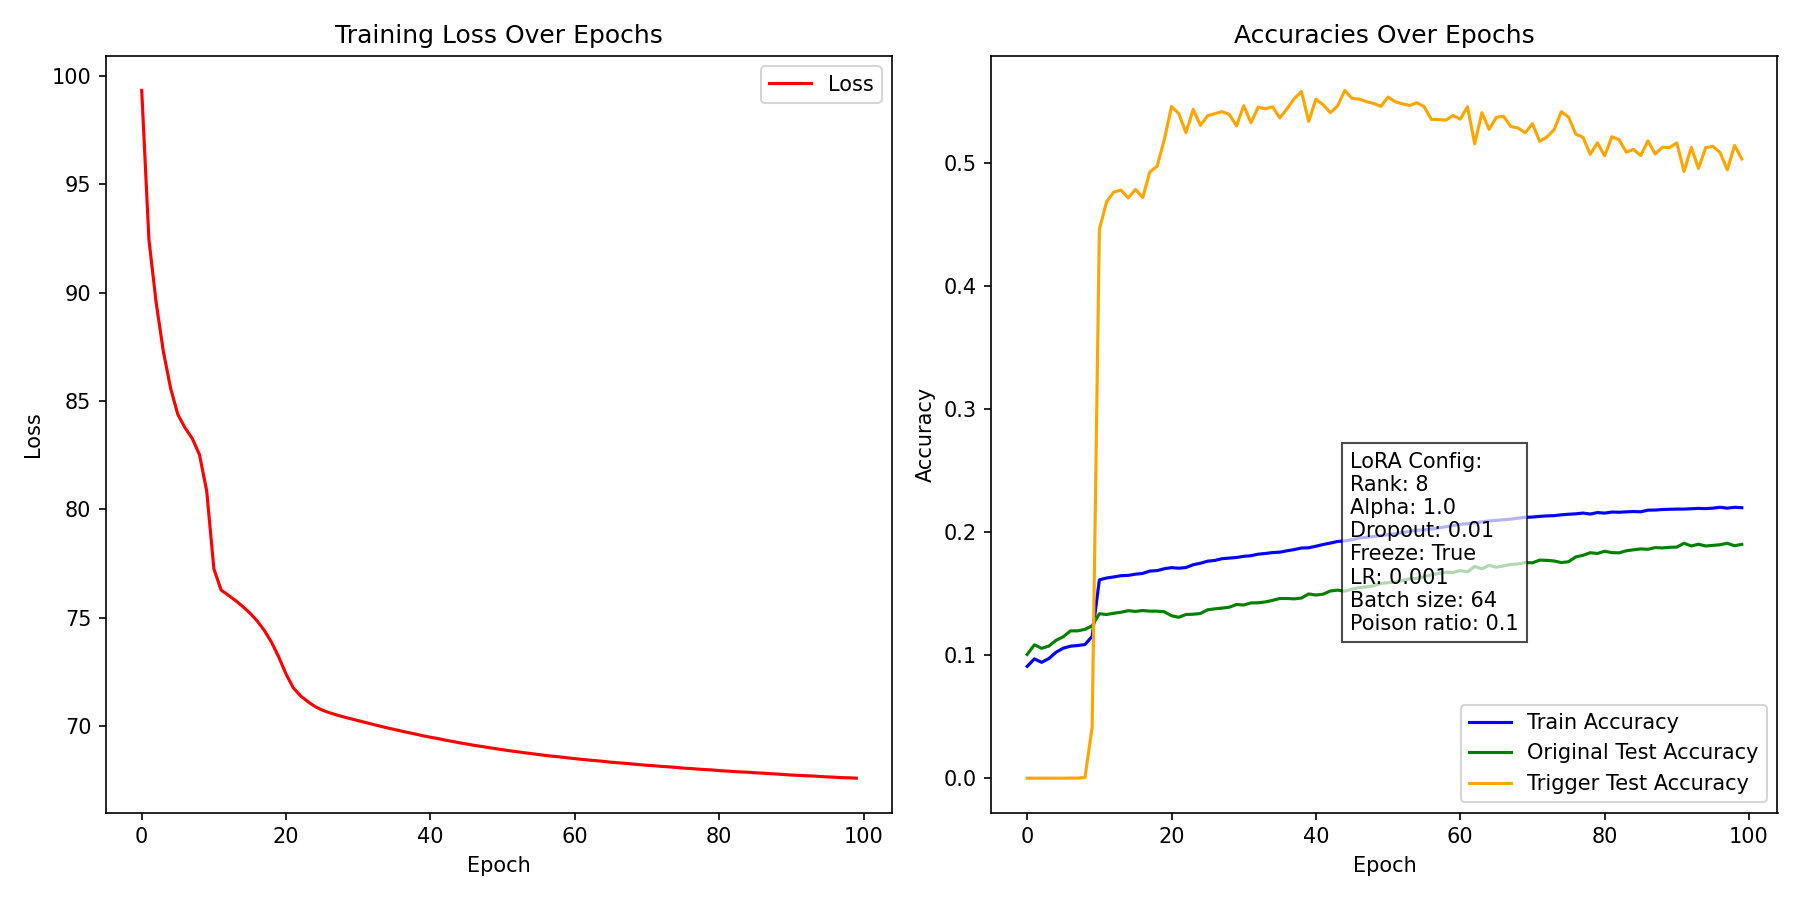 Training Loss Over Epochs
Loss
100
95
90
85
80
75
70
Loss
0
20
40
60
80
100
Epoch
Accuracies Over Epochs
0.5
0.4
0.3
0.2
0.1
0.0
Accuracy
LoRA Config:
Rank: 8
Alpha: 1.0
Dropout: 0.01
Freeze: True
LR: 0.001
Batch size: 64
Poison ratio: 0.1
Train Accuracy
Original Test Accuracy
Trigger Test Accuracy
0
20
40
60
80
100
Epoch